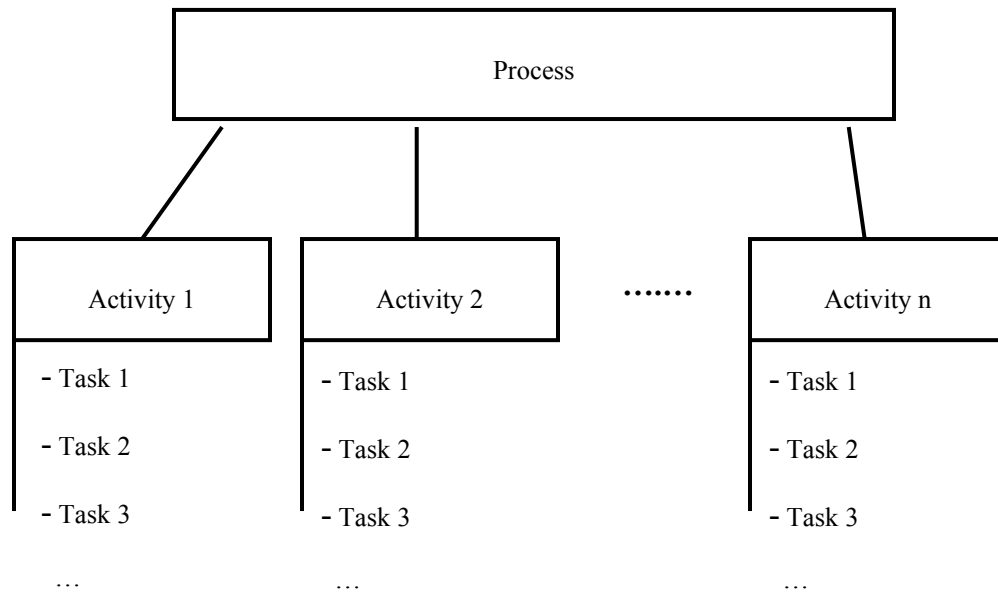 Process
Activity 1
Activity 2
.......
Activity n
- Task 1
- Task 2
- Task 3
...
- Task 1
- Task 2
- Task 3
...
- Task 1
- Task 2
- Task 3
...